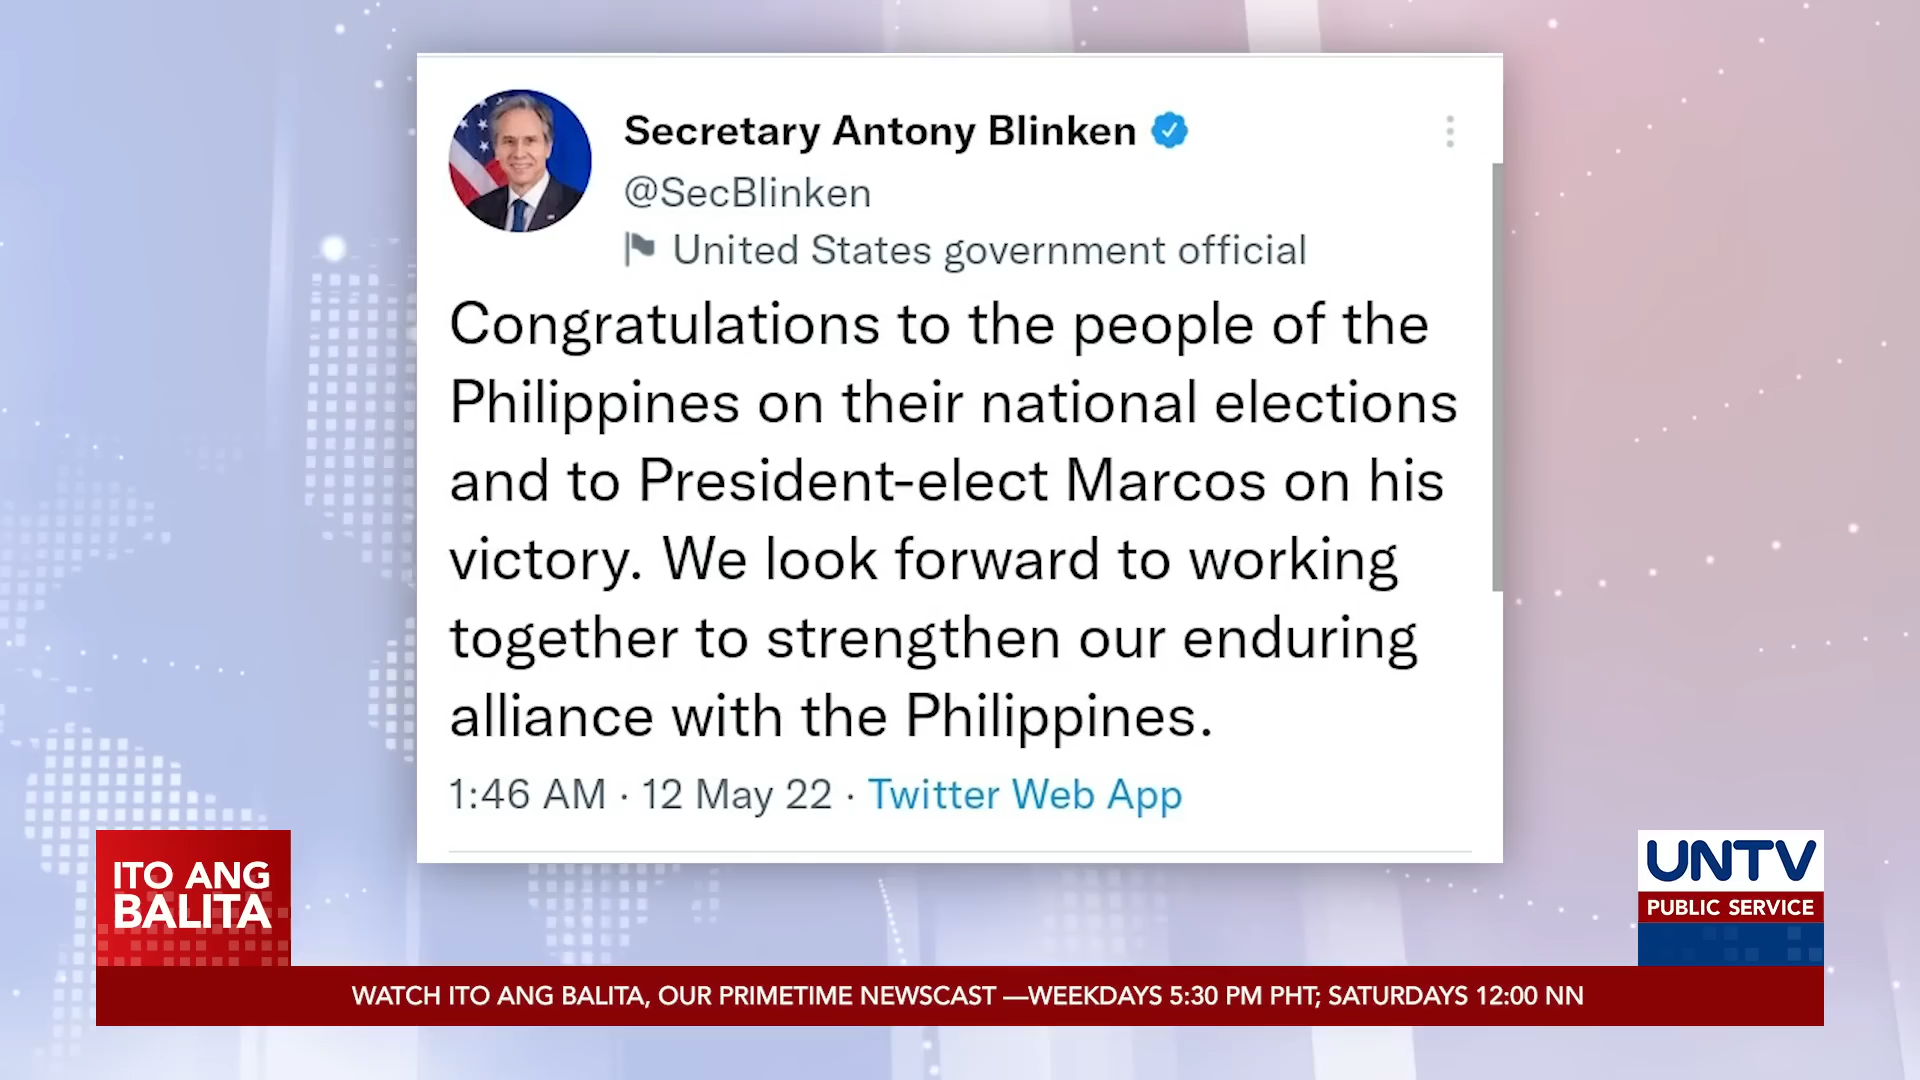 Secretary Antony Blinken
@SecBlinken
United States government official
Congratulations to the people of the
Philippines on their national elections
and to President-elect Marcos on his
victory. We look forward to working
together to strengthen our enduring
alliance with the Philippines.
1:46 AM · 12 May 22 · Twitter Web App
ITO ANG
BALITA
UNTV
PUBLIC SERVICE
WATCH ITO ANG BALITA, OUR PRIMETIME NEWSCAST —WEEKDAYS 5:30 PM PHT; SATURDAYS 12:00 NN